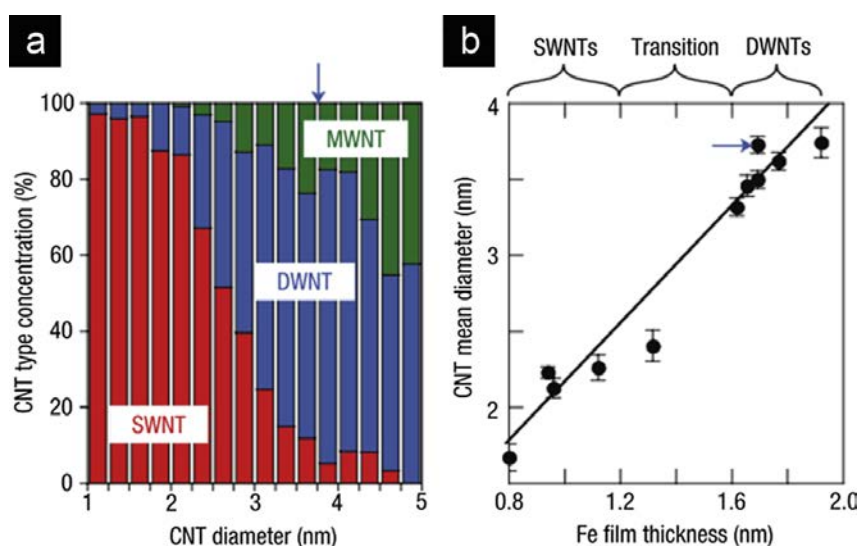 a
100
80
60
40
20
0
CNT type concentration (%)
MWNT
DWNT
SWNT
1
2
3
4
5
CNT diameter (nm)
b
SWNTs
Transition
DWNTs
4
3
2
CNT mean diameter (nm)
0.8
1.2
1.6
2.0
Fe film thickness (nm)